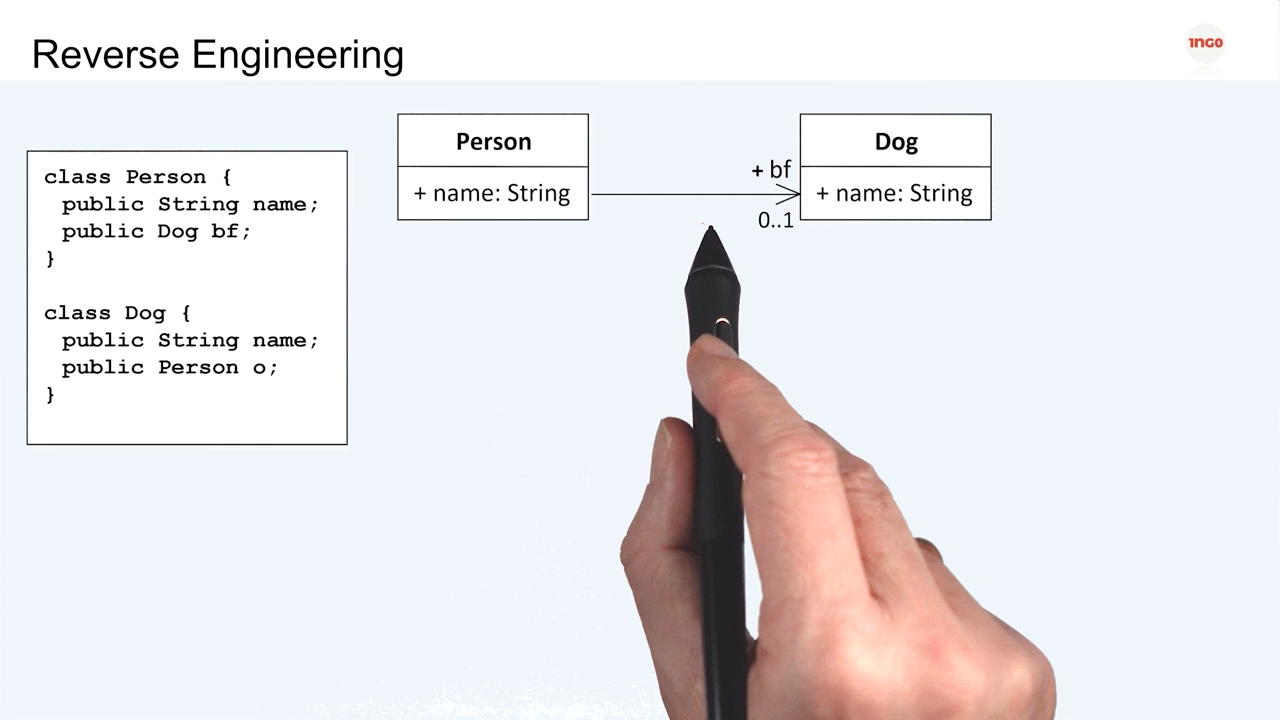 Reverse Engineering
1NG0
class Person {
public String name;
public Dog bf;
}
class Dog {
public String name;
public Person o;
}
Person
+ name: String
+ bf
0..1
Dog
+ name: String